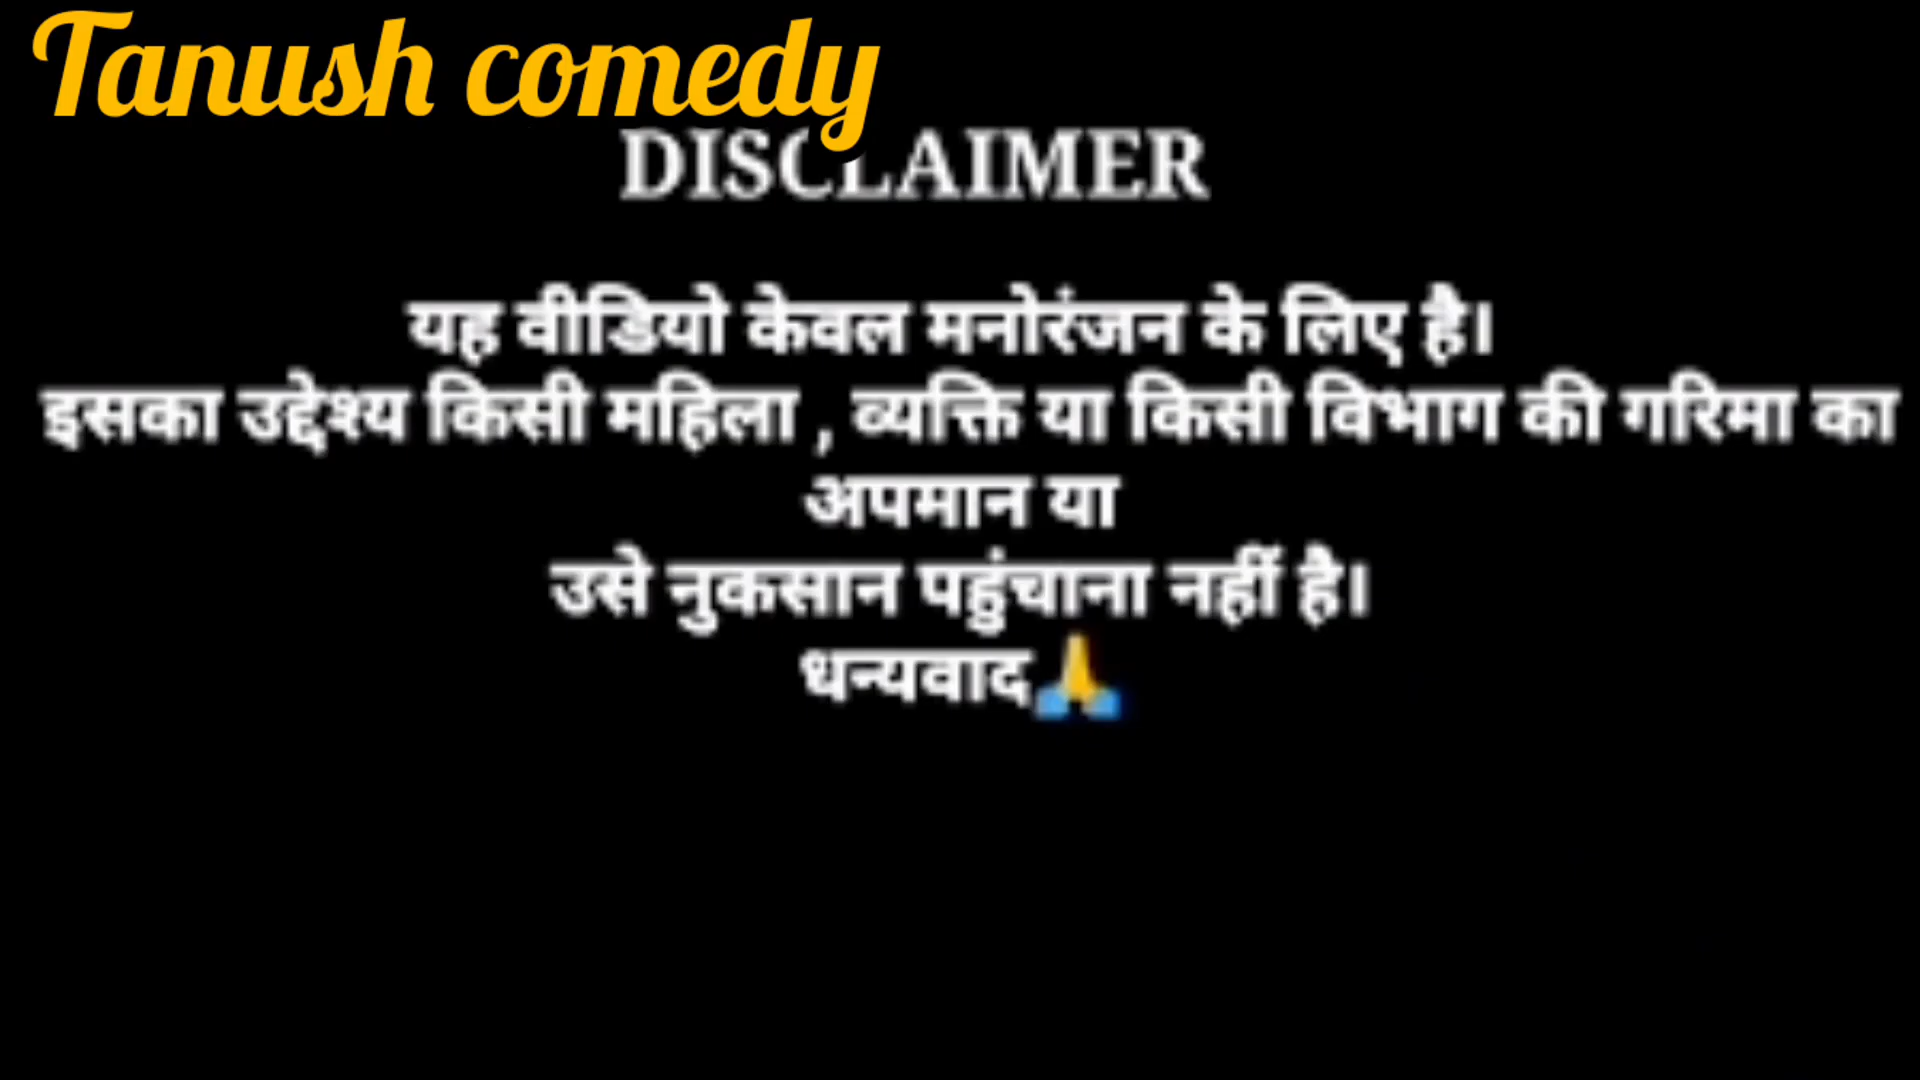 Tanush comedy
DISCLAIMER
यह वीडियो केवल मनोरंजन के लिए है।
इसका उद्देश्य किसी महिला , व्यक्ति या किसी विभाग की गरिमा का
अपमान या
उसे नुकसान पहुंचाना नहीं है।
धन्यवाद🙏